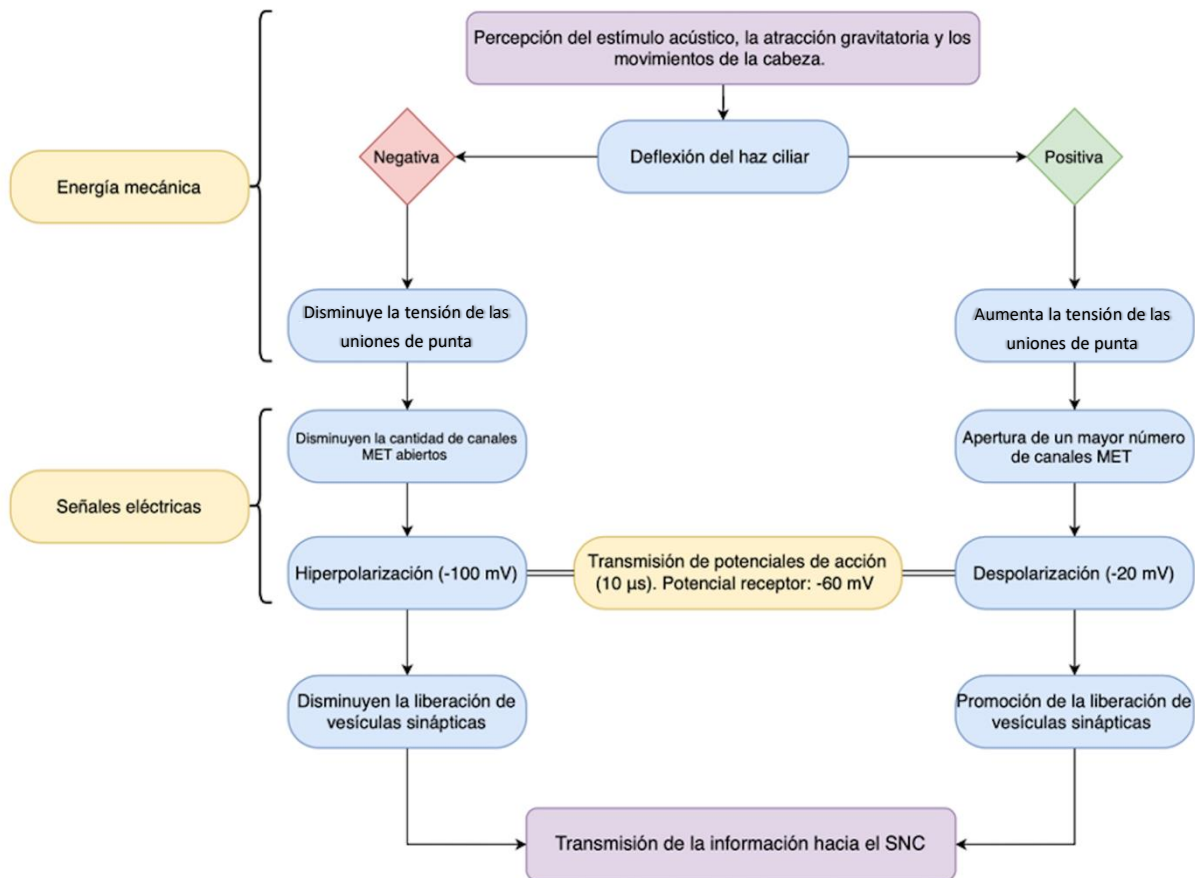 Percepción del estímulo acústico, la atracción gravitatoria y los
movimientos de la cabeza.
Negativa
Deflexión del haz ciliar
Positiva
Energía mecánica
Disminuye la tensión de las
uniones de punta
Aumenta la tensión de las
uniones de punta
Disminuyen la cantidad de canales
MET abiertos
Apertura de un mayor número
de canales MET
Señales eléctricas
Hiperpolarización (-100 mV)
Transmisión de potenciales de acción
(10 µs). Potencial receptor: -60 mV
Despolarización (-20 mV)
Disminuyen la liberación de
vesículas sinápticas
Promoción de la liberación de
vesículas sinápticas
Transmisión de la información hacia el SNC